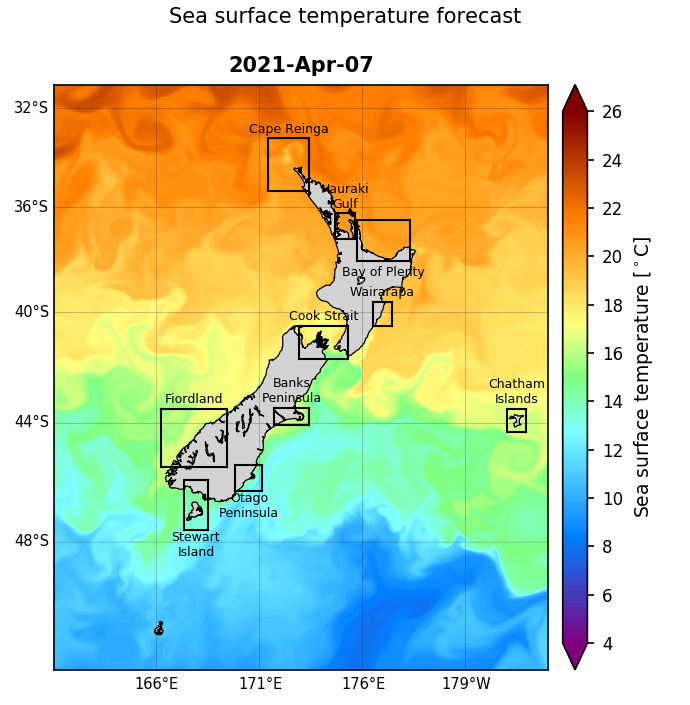 Sea surface temperature forecast
2021-Apr-07
32°S
36°S
40°S
44°S
48°S
166°E
171°E
176°E
179°W
Cape Reinga
Hauraki
Gulf
Bay of Plenty
Wairarapa
Cook Strait
Banks
Peninsula
Fiordland
Chatham
Islands
Otago
Peninsula
Stewart
Island
26
24
22
20
18
16
14
12
10
8
6
4
Sea surface temperature [°C]